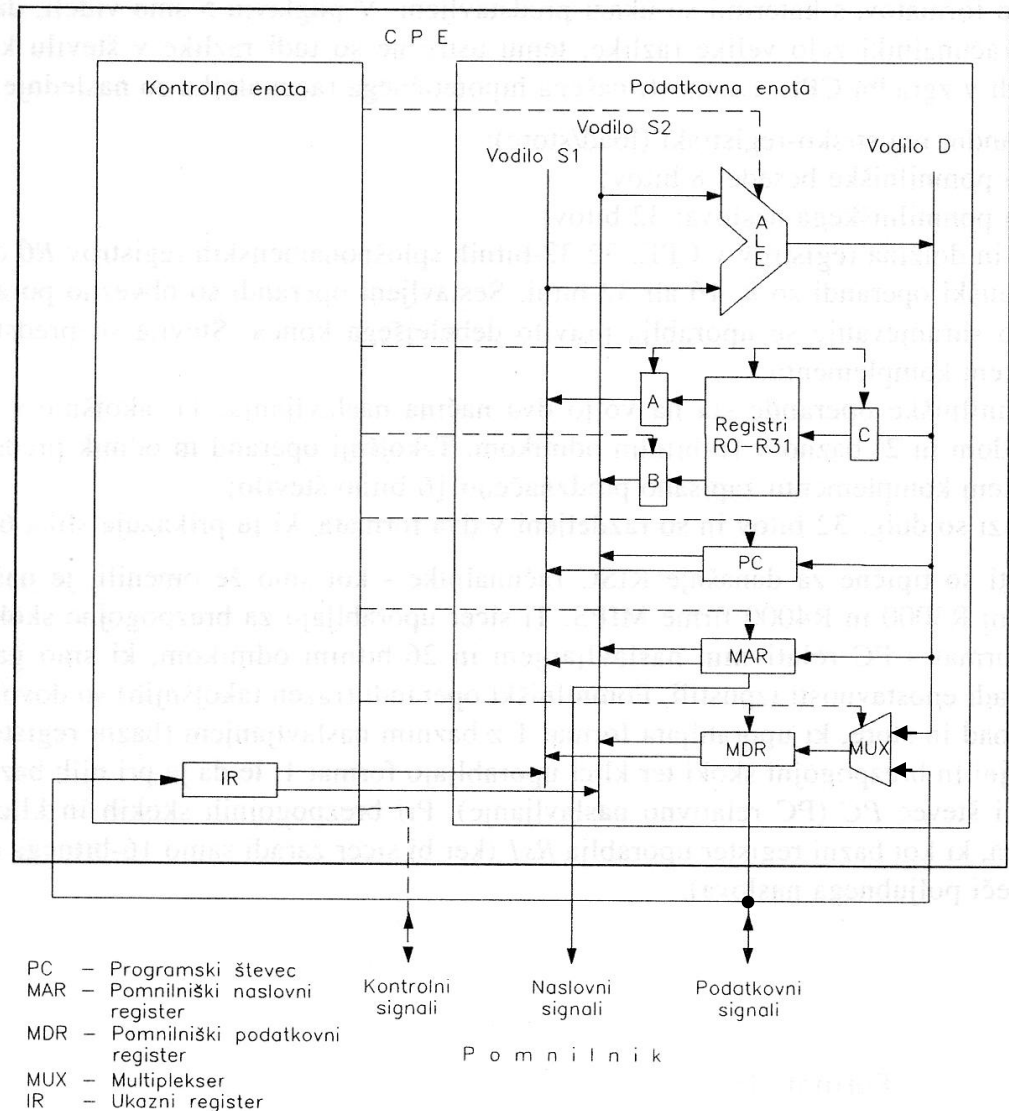 C P E
Kontrolna enota
Podatkovna enota
Vodilo S2
Vodilo S1
Vodilo D
A
L
E
A
Registri
R0-R31
C
B
PC
MAR
MDR
MUX
IR
PC – Programski števec
MAR – Pomnilniški naslovni
register
MDR – Pomnilniški podatkovni
register
MUX – Multiplekser
IR – Ukazni register
Kontrolni
signali
Naslovni
signali
Podatkovni
signali
P o m n i l n i k